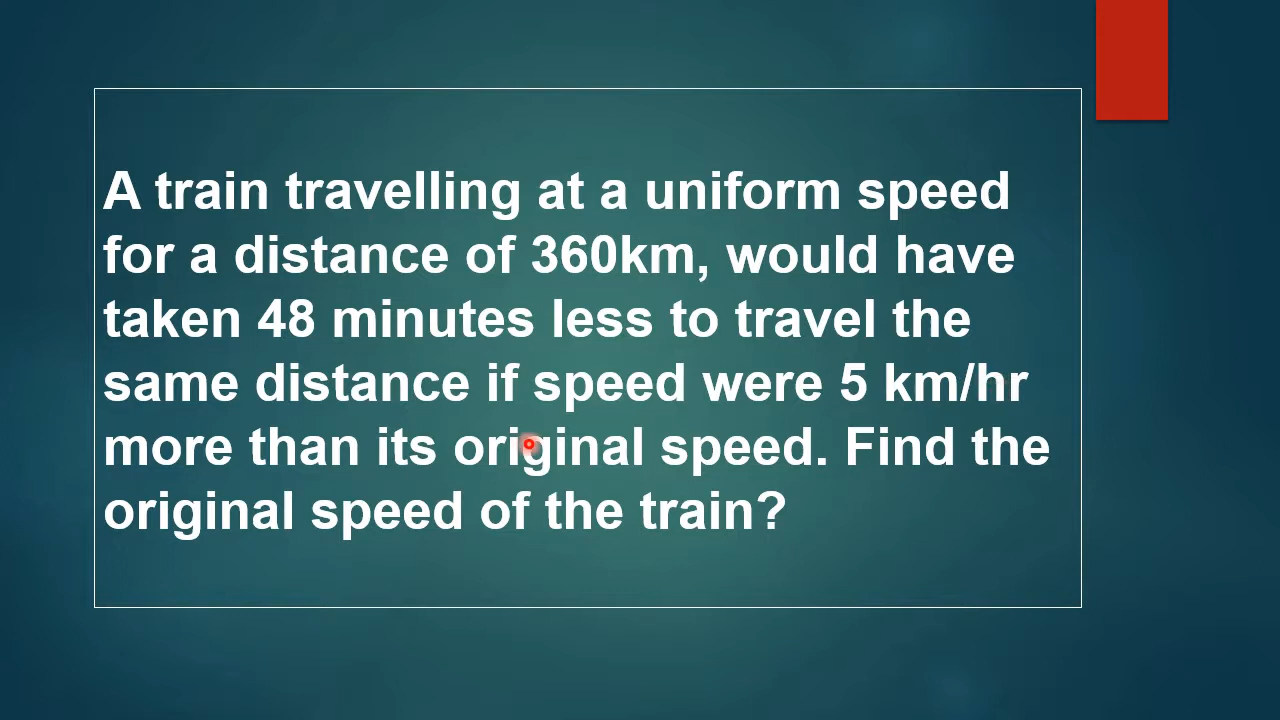 A train travelling at a uniform speed
for a distance of 360km, would have
taken 48 minutes less to travel the
same distance if speed were 5 km/hr
more than its original speed. Find the
original speed of the train?